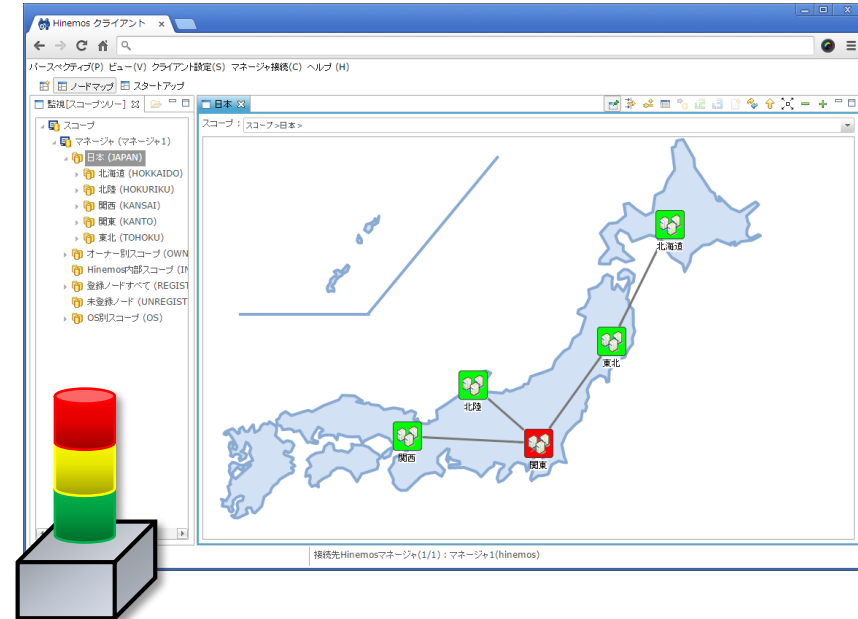 Hinemos クライアント
パースペクティブ(P) ビュー(V) クライアント設定(S) マネージャ接続(C) ヘルプ (H)
ノードマップ スタートアップ
監視[スコープツリー]
日本
スコープ
マネージャ (マネージャ1)
日本 (JAPAN)
北海道 (HOKKAIDO)
北陸 (HOKURIKU)
関西 (KANSAI)
関東 (KANTO)
東北 (TOHOKU)
オーナー別スコープ (OWN
Hinemos内部スコープ (IN
登録ノードすべて (REGIST
未登録ノード (UNREGIST
OS別スコープ (OS)
スコープ : スコープ>日本>
北海道
東北
北陸
関西
関東
接続先Hinemosマネージャ(1/1) : マネージャ1(hinemos)